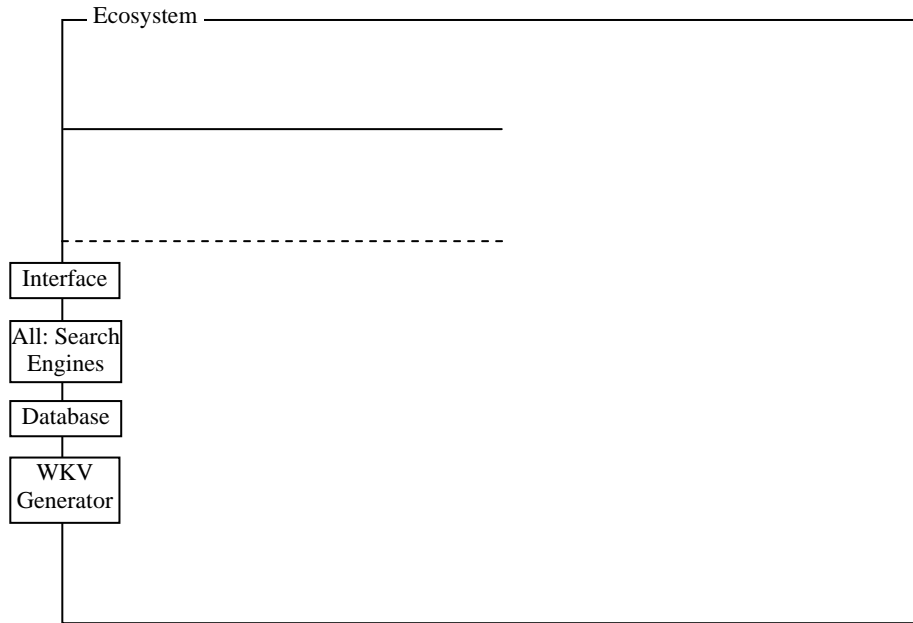 Ecosystem
Interface
All: Search
Engines
Database
WKV
Generator